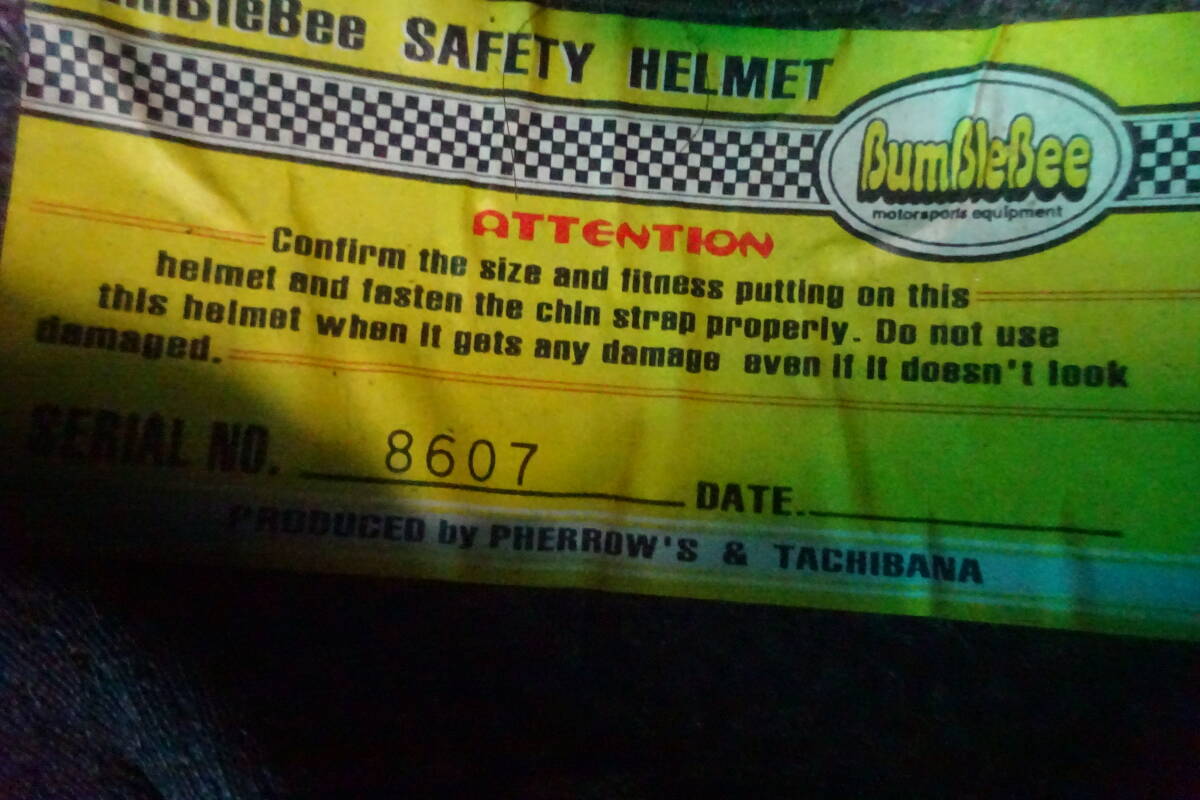 BumBleBee SAFETY HELMET
BumBleBee
motorsports equipment
ATTENTION
Confirm the size and fitness putting on this
helmet and fasten the chin strap properly. Do not use
this helmet when it gets any damage even if it doesn't look
damaged.
SERIAL NO. 8607 DATE.
PRODUCED by PHERROW'S & TACHIBANA